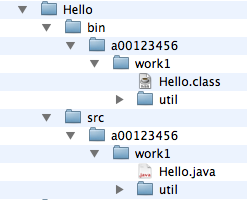 Hello
bin
a00123456
work1
Hello.class
util
src
a00123456
work1
Hello.java
util